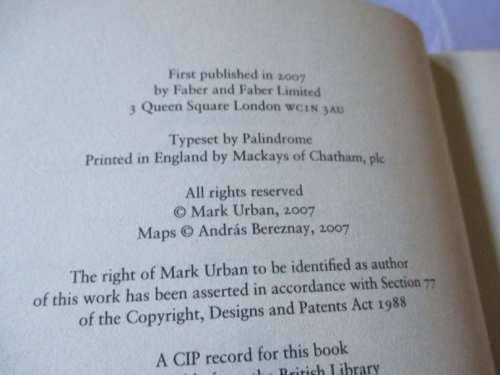 First published in 2007
by Faber and Faber Limited
3 Queen Square London WC1N 3AU
Typeset by Palindrome
Printed in England by Mackays of Chatham, plc
All rights reserved
© Mark Urban, 2007
Maps © András Bereznay, 2007
The right of Mark Urban to be identified as author
of this work has been asserted in accordance with Section 77
of the Copyright, Designs and Patents Act 1988
A CIP record for this book
from the British Library